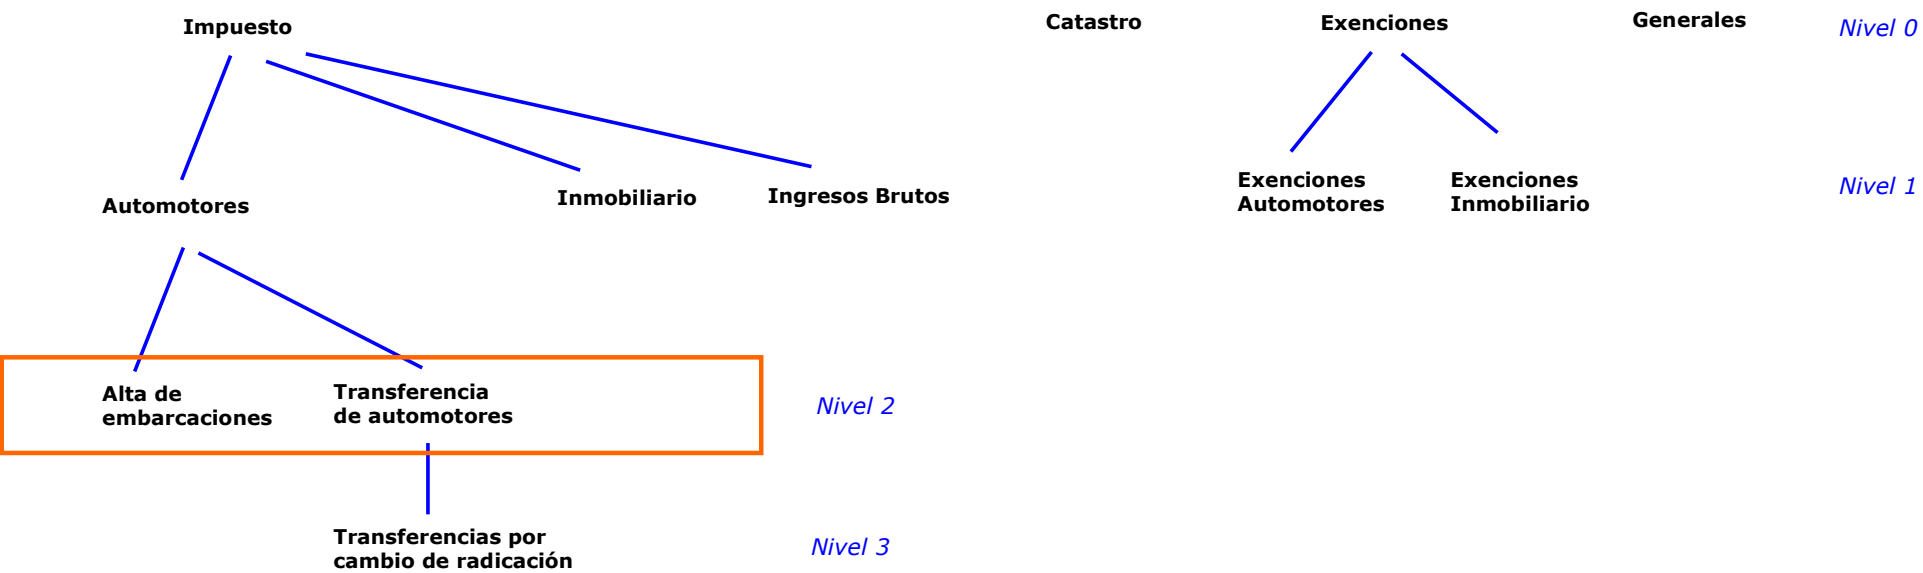 Impuesto
Catastro
Exenciones
Generales
Nivel 0
Automotores
Inmobiliario
Ingresos Brutos
Exenciones
Automotores
Exenciones
Inmobiliario
Nivel 1
Alta de
embarcaciones
Transferencia
de automotores
Nivel 2
Transferencias por
cambio de radicación
Nivel 3